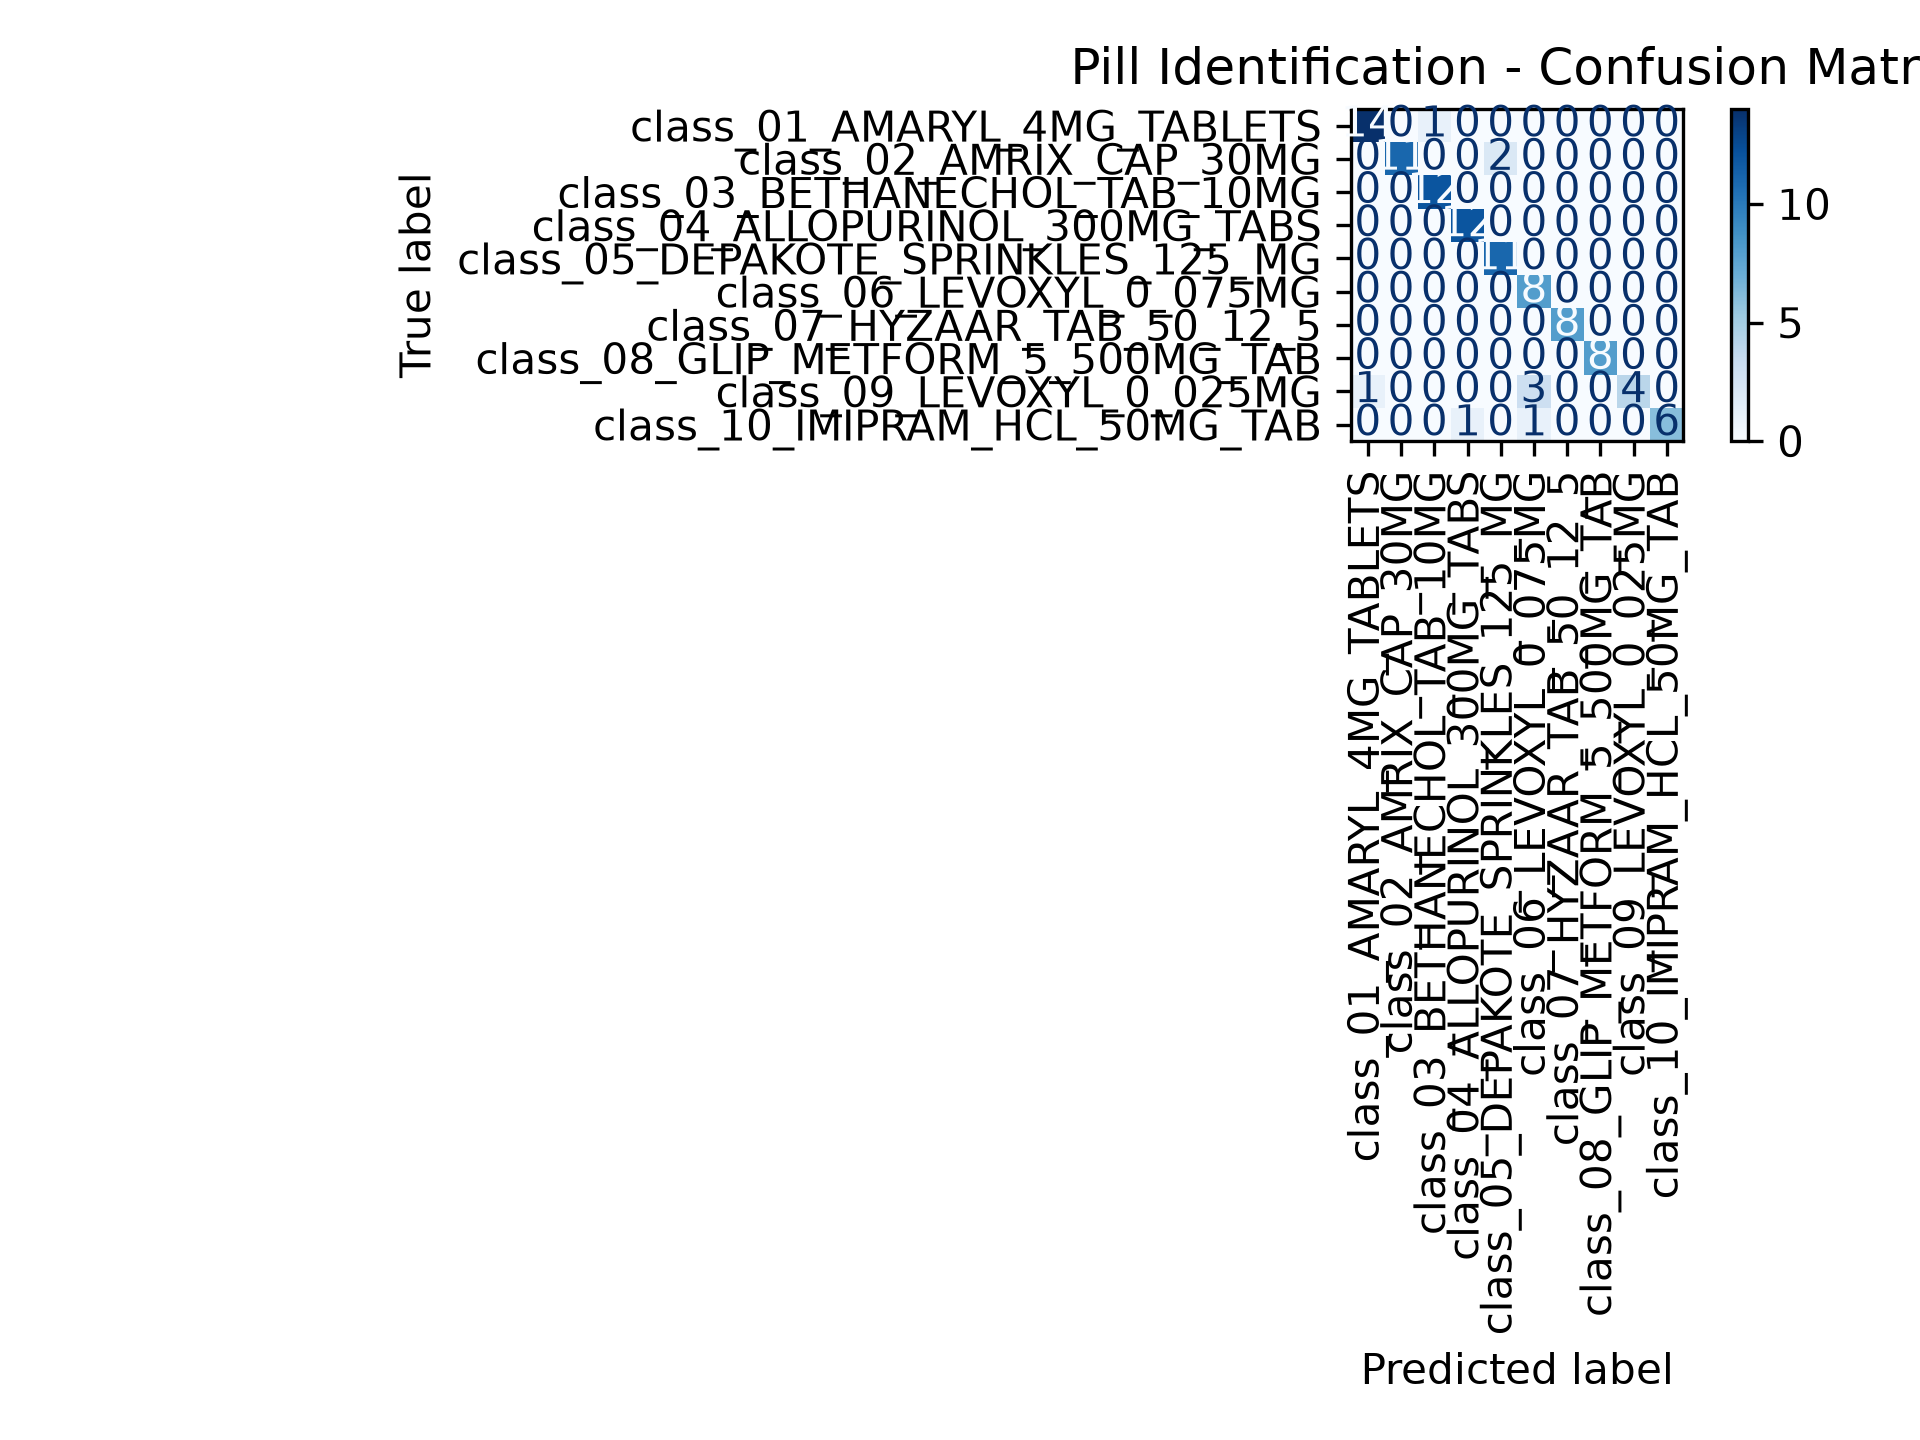 Pill Identification - Confusion Matr
True label
class_01_AMARYL_4MG_TABLETS 14 0 1 0 0 0 0 0 0 0
class_02_AMRIX_CAP_30MG 0 11 0 0 2 0 0 0 0 0
class_03_BETHANECHOL_TAB_10MG 0 0 12 0 0 0 0 0 0 0
class_04_ALLOPURINOL_300MG_TABS 0 0 0 12 0 0 0 0 0 0
class_05_DEPAKOTE_SPRINKLES_125_MG 0 0 0 0 11 0 0 0 0 0
class_06_LEVOXYL_0_075MG 0 0 0 0 0 8 0 0 0 0
class_07_HYZAAR_TAB_50_12_5 0 0 0 0 0 0 8 0 0 0
class_08_GLIP_METFORM_5_500MG_TAB 0 0 0 0 0 0 0 8 0 0
class_09_LEVOXYL_0_025MG 1 0 0 0 0 3 0 0 4 0
class_10_IMIPRAM_HCL_50MG_TAB 0 0 0 1 0 1 0 0 0 6
10
5
0
class_01_AMARYL_4MG_TABLETS
class_02_AMRIX_CAP_30MG
class_03_BETHANECHOL_TAB_10MG
class_04_ALLOPURINOL_300MG_TABS
class_05_DEPAKOTE_SPRINKLES_125_MG
class_06_LEVOXYL_0_075MG
class_07_HYZAAR_TAB_50_12_5
class_08_GLIP_METFORM_5_500MG_TAB
class_09_LEVOXYL_0_025MG
class_10_IMIPRAM_HCL_50MG_TAB
Predicted label